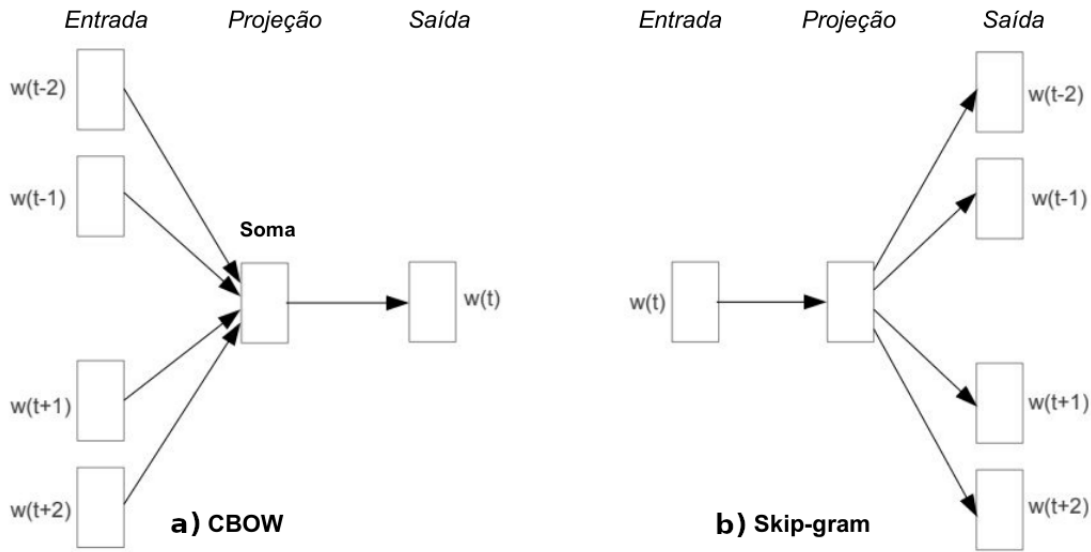 Entrada Projeção Saída
w(t-2)
w(t-1)
Soma
w(t)
w(t+1)
w(t+2)
a) CBOW
Entrada Projeção Saída
w(t-2)
w(t-1)
w(t)
w(t+1)
w(t+2)
b) Skip-gram